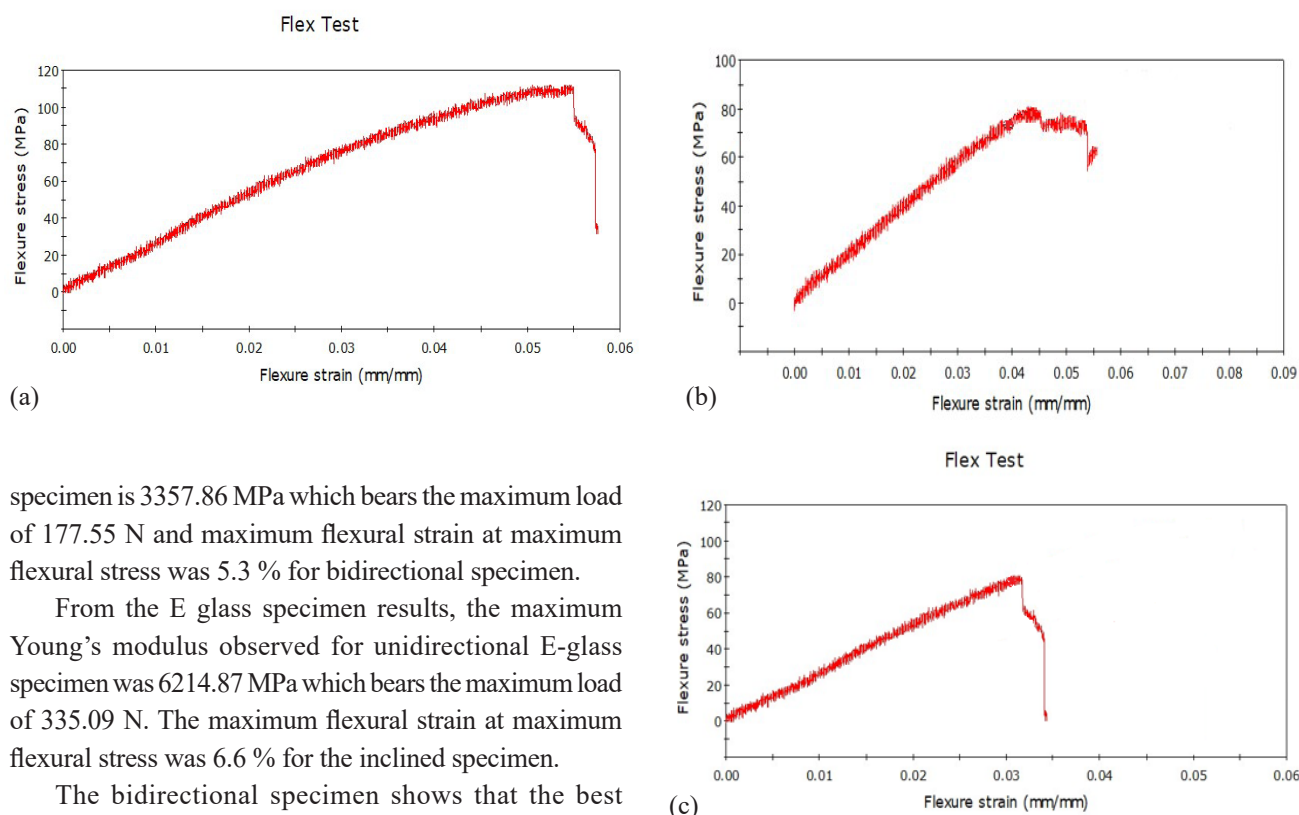 Flex Test
120
100
80
60
40
20
0
Flexure stress (MPa)
0.00 0.01 0.02 0.03 0.04 0.05 0.06
Flexure strain (mm/mm)
(a)
100
80
60
40
20
0
Flexure stress (MPa)
0.00 0.01 0.02 0.03 0.04 0.05 0.06 0.07 0.08 0.09
Flexure strain (mm/mm)
(b)
specimen is 3357.86 MPa which bears the maximum load
of 177.55 N and maximum flexural strain at maximum
flexural stress was 5.3 % for bidirectional specimen.
From the E glass specimen results, the maximum
Young’s modulus observed for unidirectional E-glass
specimen was 6214.87 MPa which bears the maximum load
of 335.09 N. The maximum flexural strain at maximum
flexural stress was 6.6 % for the inclined specimen.
The bidirectional specimen shows that the best
Flex Test
120
100
80
60
40
20
0
Flexure stress (MPa)
0.00 0.01 0.02 0.03 0.04 0.05 0.06
Flexure strain (mm/mm)
(c)